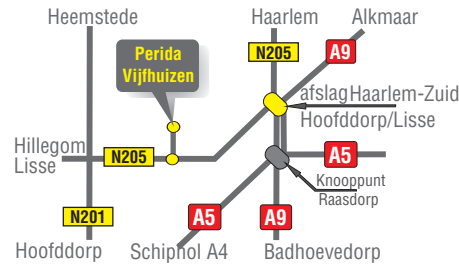 Heemstede
Haarlem
Alkmaar
Perida
Vijfhuizen
N205
A9
afslag Haarlem-Zuid
Hoofddorp/Lisse
Hillegom
Lisse
N205
A5
Knooppunt
Raasdorp
N201
A5
A9
Hoofddorp
Schiphol A4
Badhoevedorp